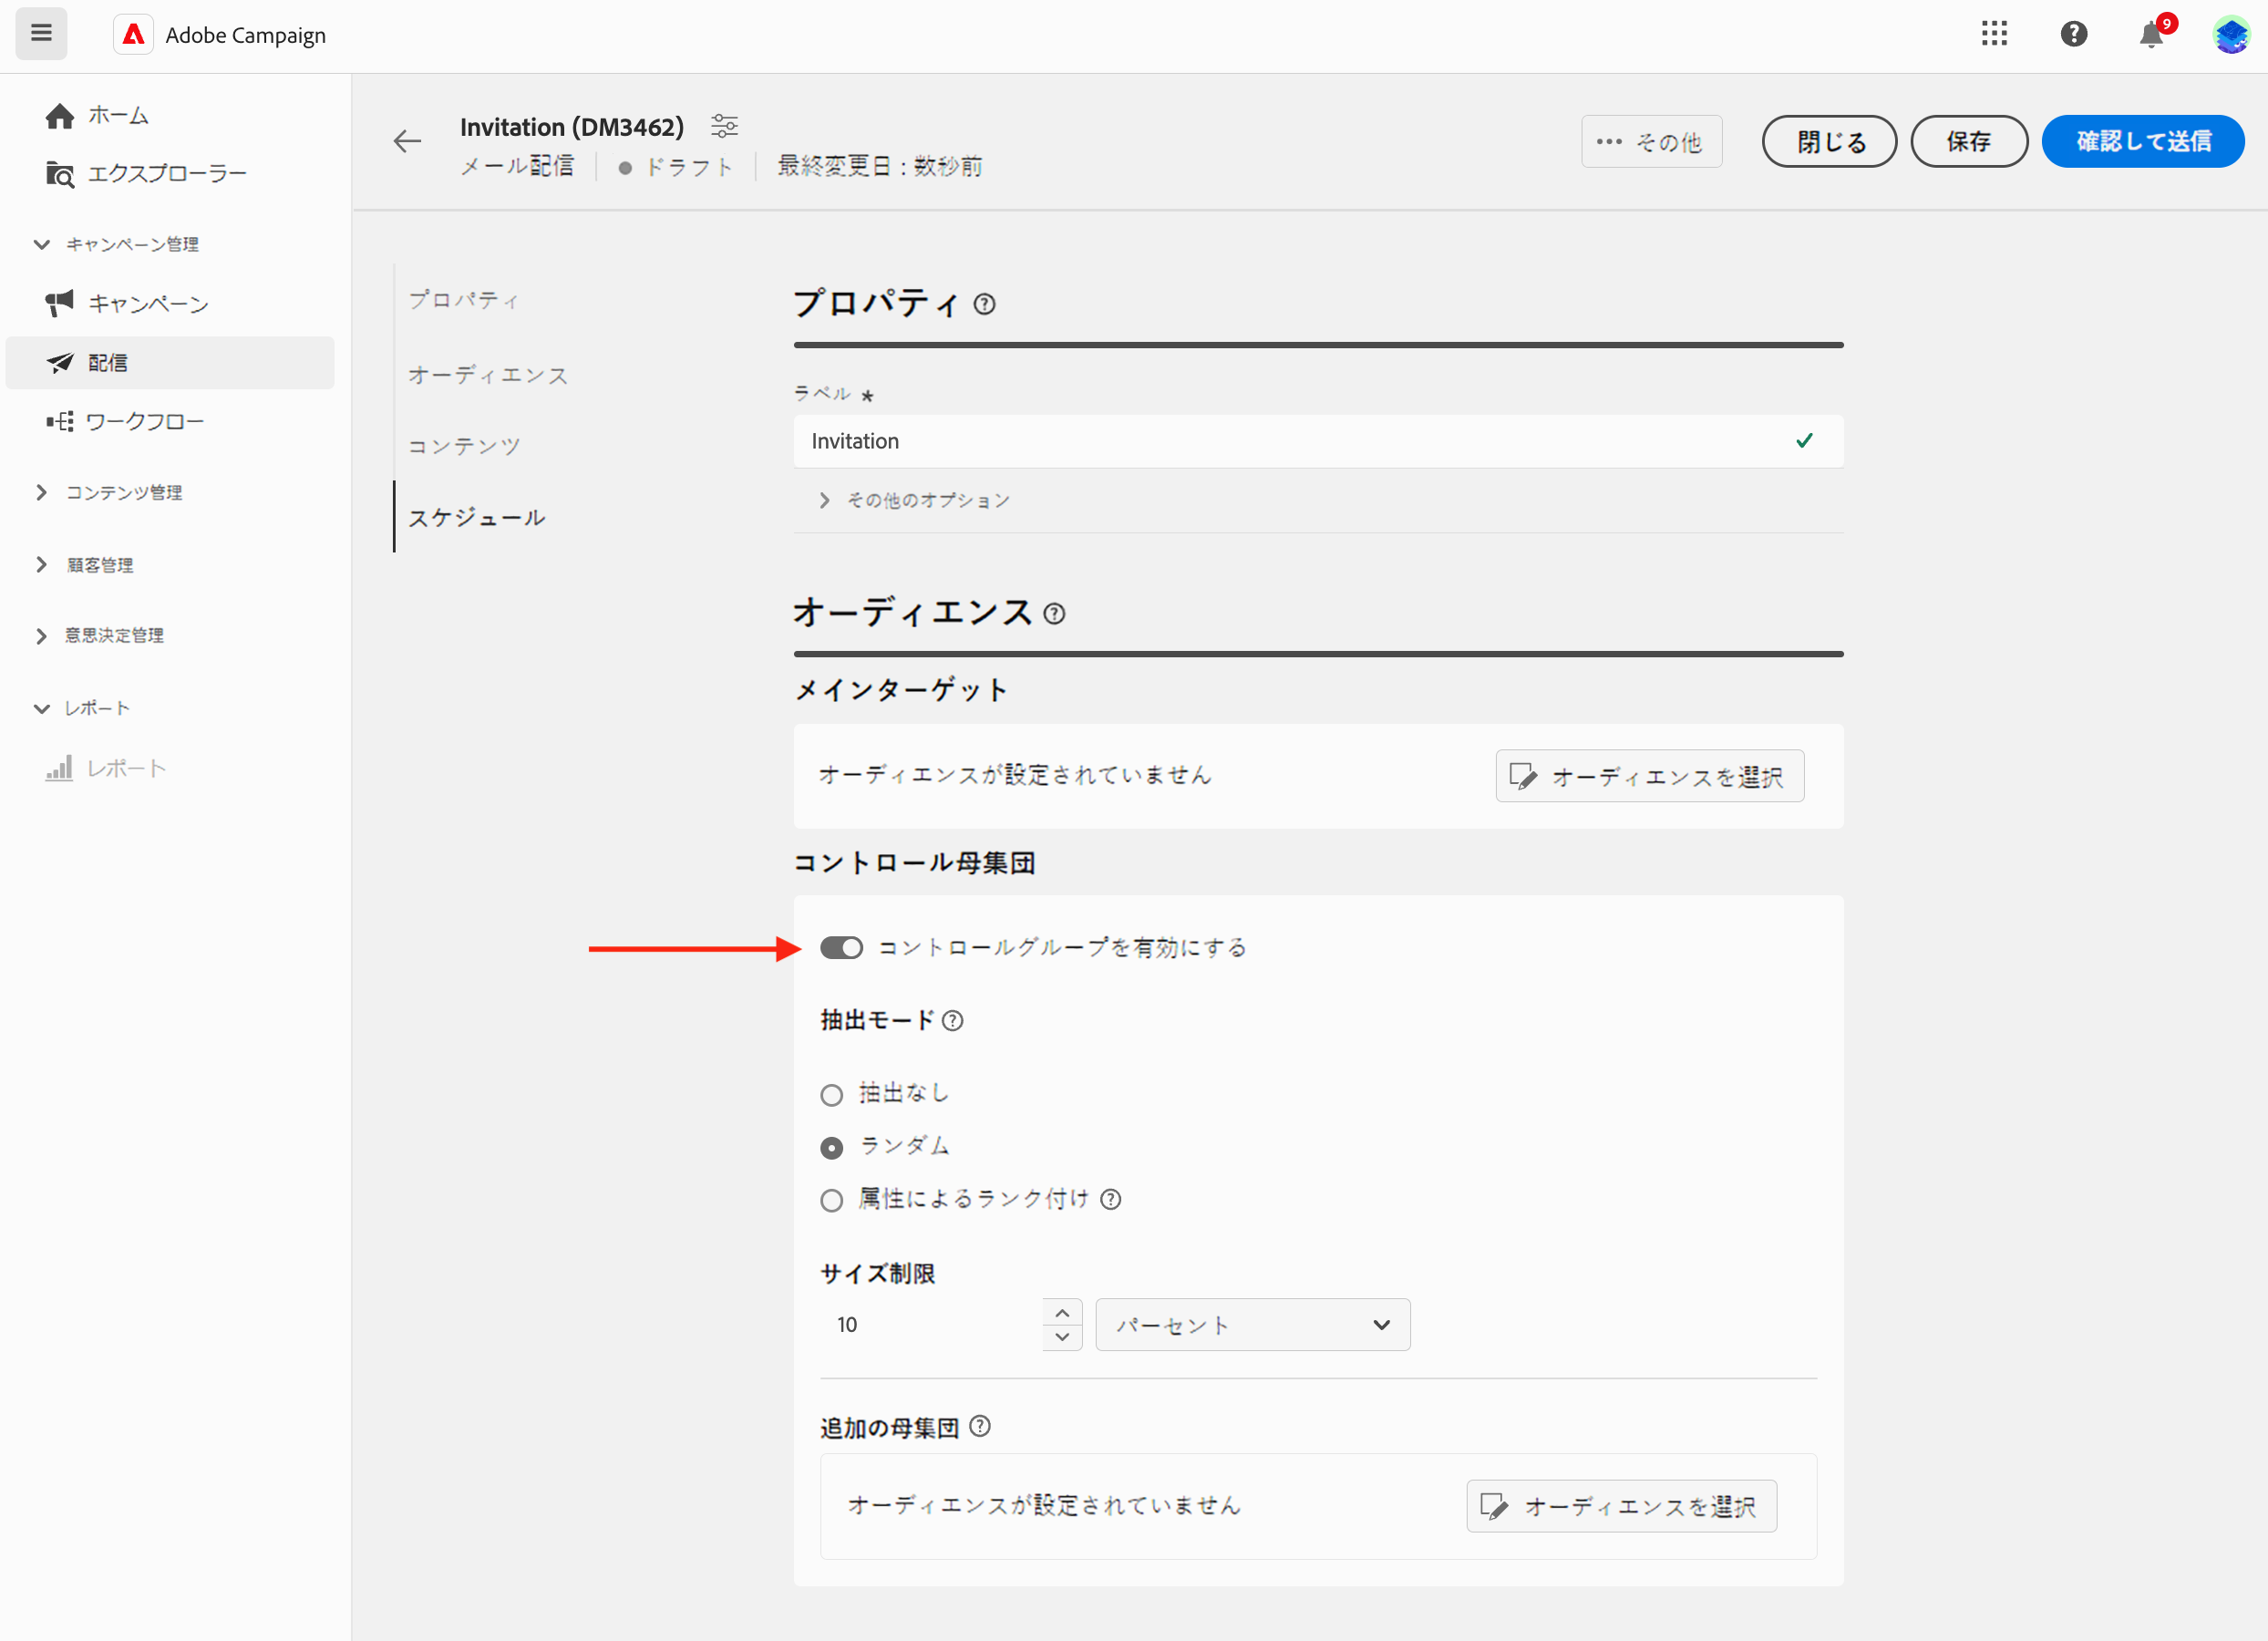 Adobe Campaign
9
ホーム
エクスプローラー
キャンペーン管理
キャンペーン
配信
ワークフロー
コンテンツ管理
顧客管理
意思決定管理
レポート
レポート
Invitation (DM3462)
メール配信 ドラフト 最終変更日 : 数秒前
••• その他
閉じる
保存
確認して送信
プロパティ
オーディエンス
コンテンツ
スケジュール
プロパティ
ラベル *
Invitation
その他のオプション
オーディエンス
メインターゲット
オーディエンスが設定されていません
オーディエンスを選択
コントロール母集団
コントロールグループを有効にする
抽出モード
抽出なし
ランダム
属性によるランク付け
サイズ制限
10
パーセント
追加の母集団
オーディエンスが設定されていません
オーディエンスを選択